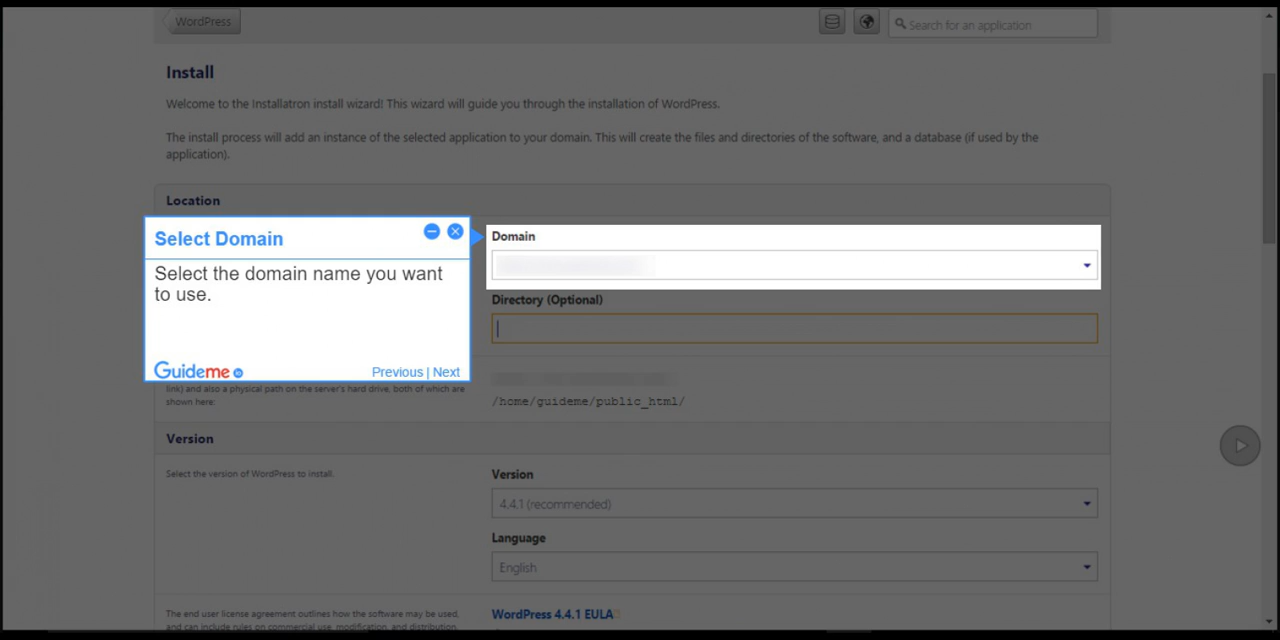 WordPress
Search for an application
Install
Welcome to the Installatron install wizard! This wizard will guide you through the installation of WordPress.
The install process will add an instance of the selected application to your domain. This will create the files and directories of the software, and a database (if used by the
application).
Location
Select Domain
Select the domain name you want
to use.
Guideme
Previous | Next
Domain
Directory (Optional)
link) and also a physical path on the server's hard drive, both of which are
shown here:
/home/guideme/public_html/
Version
Select the version of WordPress to install.
Version
4.4.1 (recommended)
Language
English
The end user license agreement outlines how the software may be used,
and can include rules on commercial use, modification, and distribution.
WordPress 4.4.1 EULA